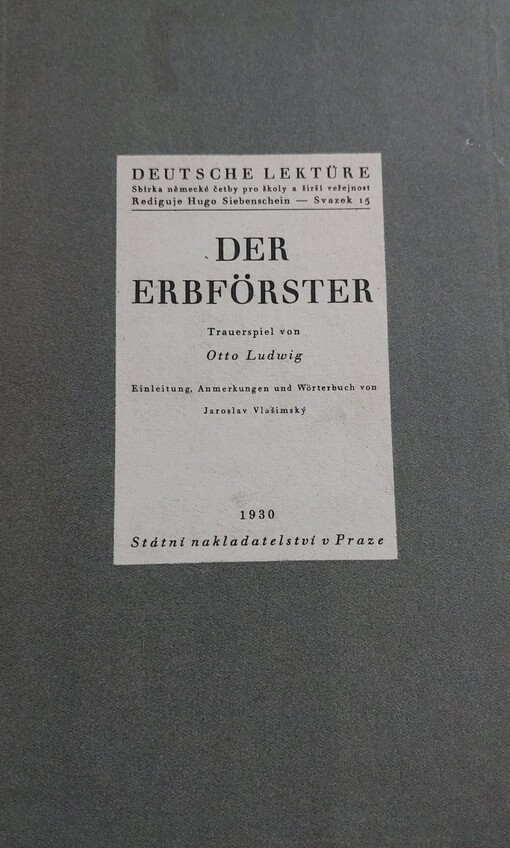 DEUTSCHE LEKTÜRE
Sbírka německé četby pro školy a širší veřejnost
Rediguje Hugo Siebenschein — Svazek 15
DER
ERBFÖRSTER
Trauerspiel von
Otto Ludwig
Einleitung, Anmerkungen und Wörterbuch von
Jaroslav Vlašimský
1930
Státní nakladatelství v Praze